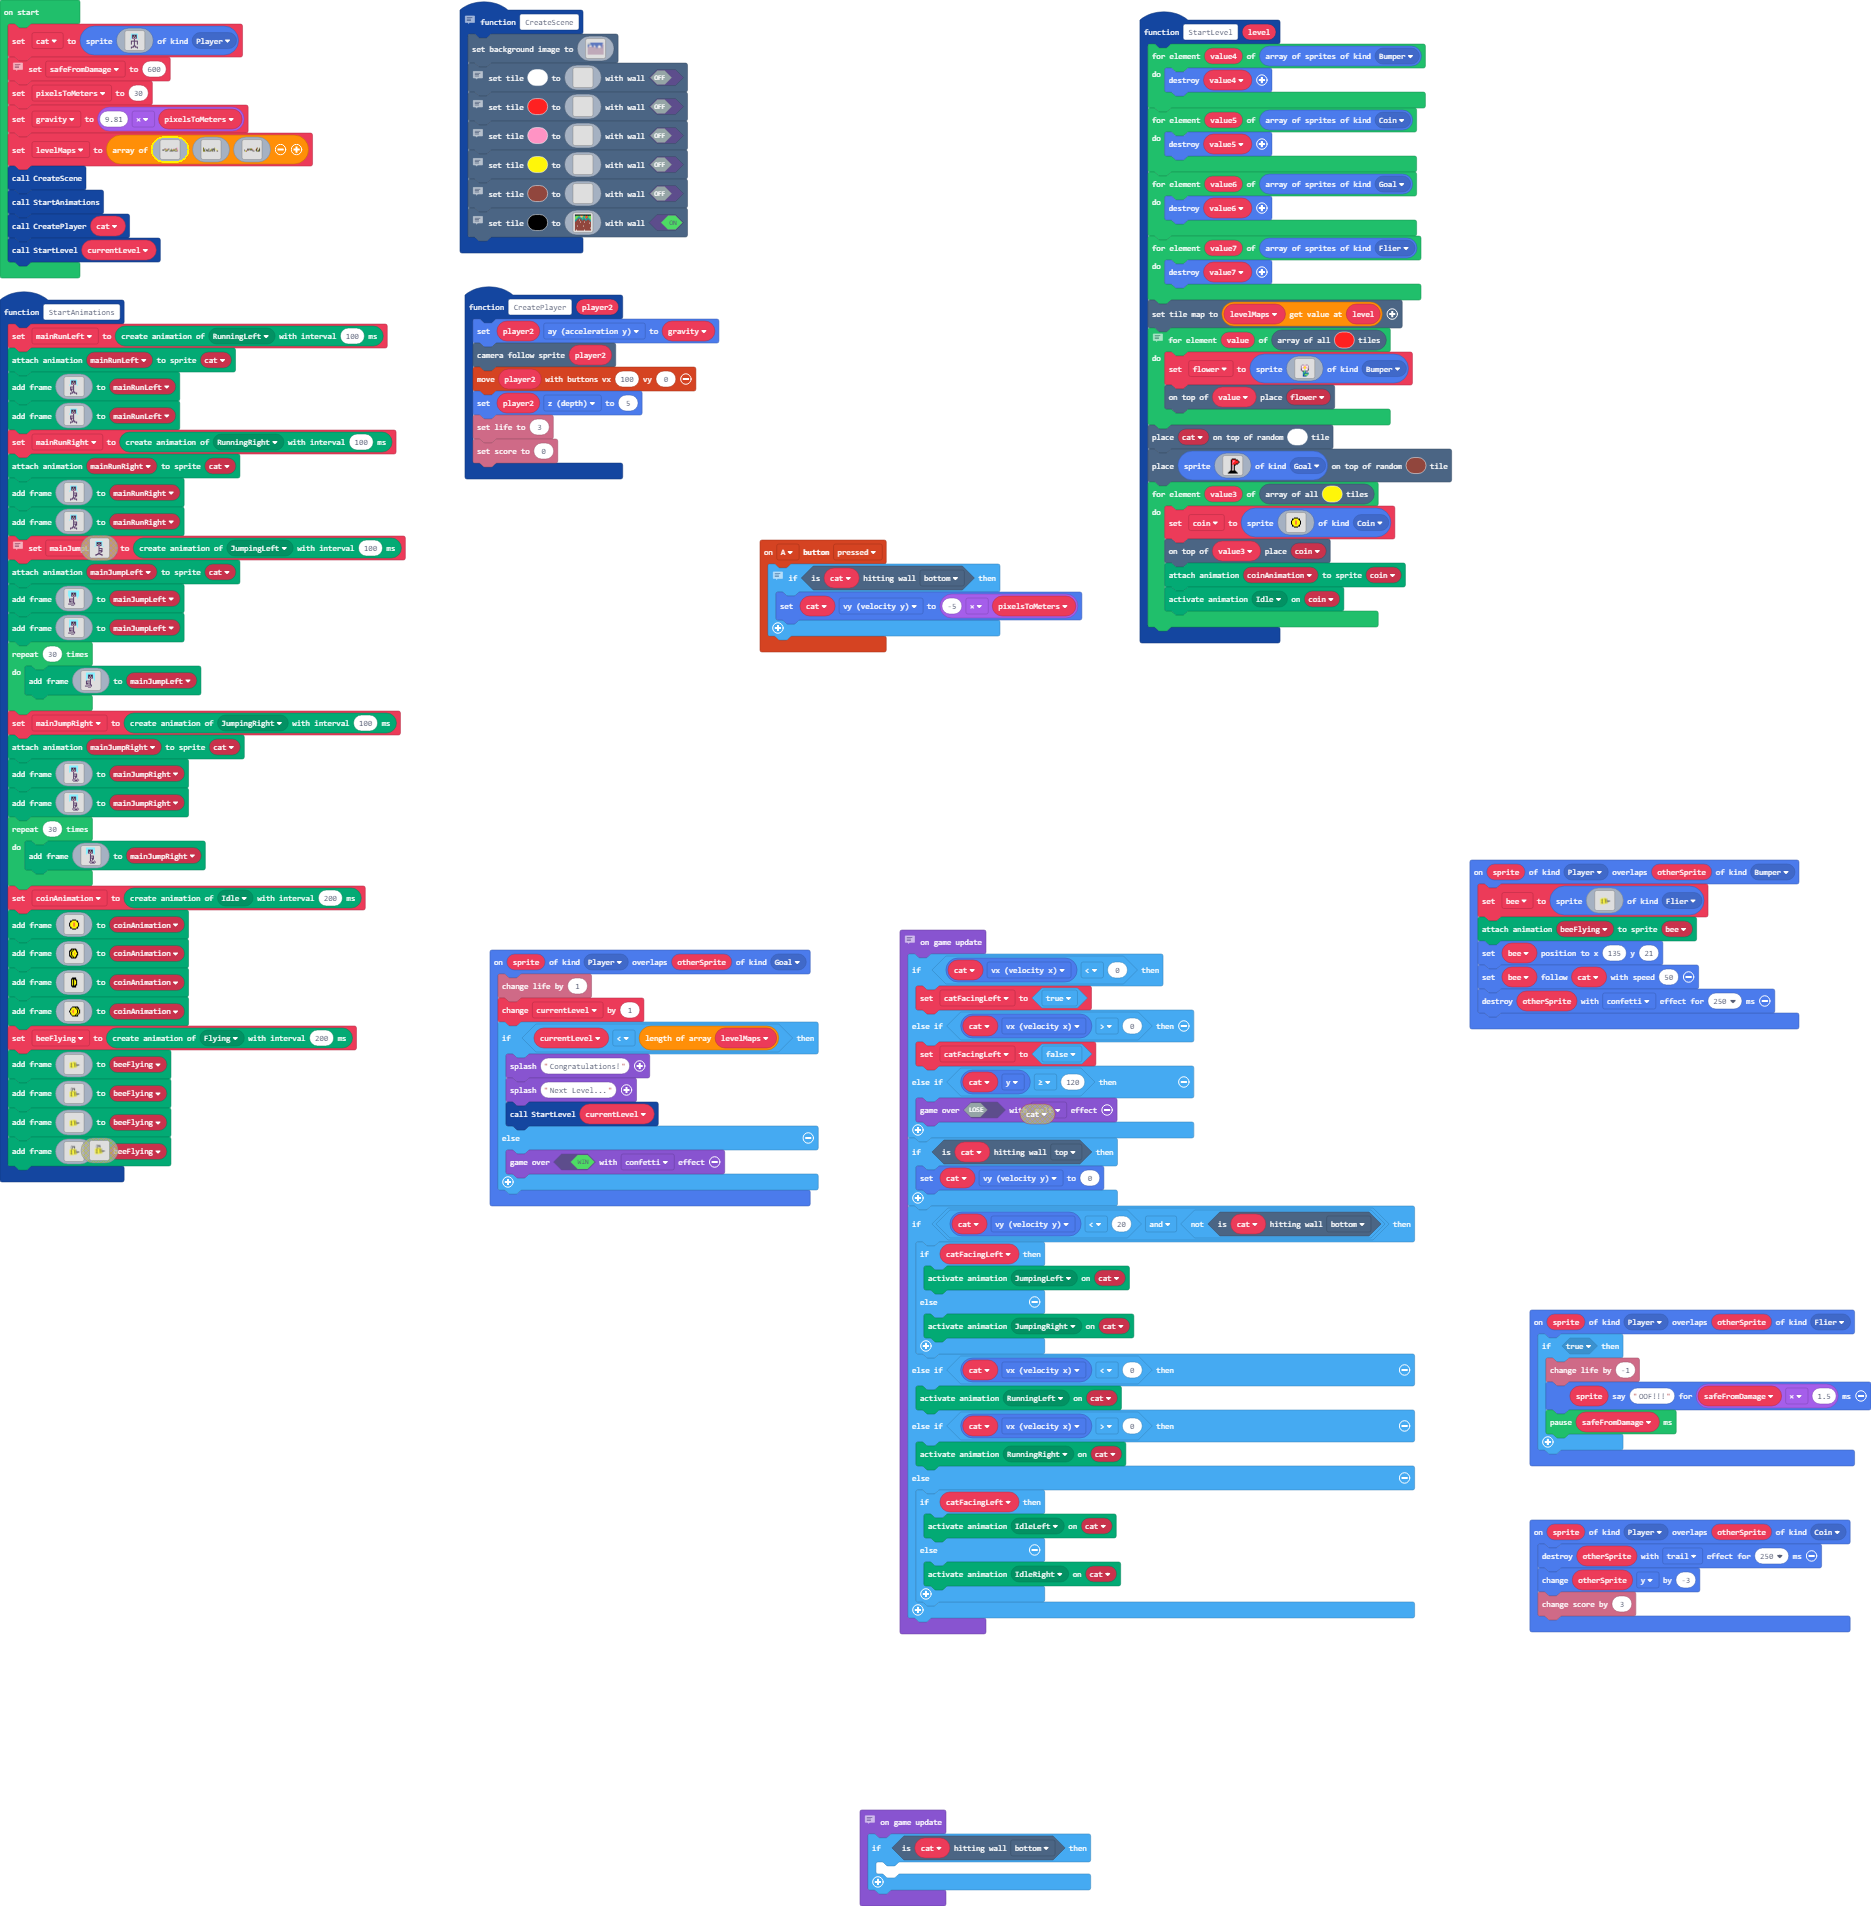 on start
set cat to sprite of kind Player
set safeFromDamage to 600
set pixelsToMeters to 30
set gravity to 9.81 × pixelsToMeters
set levelMaps to array of
call CreateScene
call StartAnimations
call CreatePlayer cat
call StartLevel currentLevel
function StartAnimations
set mainRunLeft to create animation of RunningLeft with interval 100 ms
attach animation mainRunLeft to sprite cat
add frame to mainRunLeft
add frame to mainRunLeft
set mainRunRight to create animation of RunningRight with interval 100 ms
attach animation mainRunRight to sprite cat
add frame to mainRunRight
add frame to mainRunRight
set to create animation of JumpingLeft with interval 100 ms
attach animation mainJumpLeft to sprite cat
add frame to mainJumpLeft
add frame to mainJumpLeft
repeat 30 times
do
add frame to mainJumpLeft
set mainJumpRight to create animation of JumpingRight with interval 100 ms
attach animation mainJumpRight to sprite cat
add frame to mainJumpRight
add frame to mainJumpRight
repeat 30 times
do
add frame to mainJumpRight
set coinAnimation to create animation of Idle with interval 200 ms
add frame to coinAnimation
add frame to coinAnimation
add frame to coinAnimation
add frame to coinAnimation
set beeFlying to create animation of Flying with interval 200 ms
add frame to beeFlying
add frame to beeFlying
add frame to beeFlying
add frame beeFlying
function CreateScene
set background image to
set tile to with wall OFF
set tile to with wall OFF
set tile to with wall OFF
set tile to with wall OFF
set tile to with wall OFF
set tile to with wall ON
function CreatePlayer player2
set player2 ay (acceleration y) to gravity
camera follow sprite player2
move player2 with buttons vx 100 vy 0
set player2 z (depth) to 5
set life to 3
set score to 0
on A button pressed
if is cat hitting wall bottom then
set cat vy (velocity y) to -5 × pixelsToMeters
function StartLevel level
for element value4 of array of sprites of kind Bumper
do
destroy value4
for element value5 of array of sprites of kind Coin
do
destroy value5
for element value6 of array of sprites of kind Goal
do
destroy value6
for element value7 of array of sprites of kind Flier
do
destroy value7
set tile map to levelMaps get value at level
for element value of array of all tiles
do
set flower to sprite of kind Bumper
on top of value place flower
place cat on top of random tile
place sprite of kind Goal on top of random tile
for element value3 of array of all tiles
do
set coin to sprite of kind Coin
on top of value3 place coin
attach animation coinAnimation to sprite coin
activate animation Idle on coin
on sprite of kind Player overlaps otherSprite of kind Goal
change life by 1
change currentLevel by 1
if currentLevel < length of array levelMaps then
splash "Congratulations!"
splash "Next Level..."
call StartLevel currentLevel
else
game over WIN with confetti effect
on game update
if cat vx (velocity x) < 0 then
set catFacingLeft to true
else if cat vx (velocity x) > 0 then
set catFacingLeft to false
else if cat y ≥ 120 then
game over LOSE cat effect
if is cat hitting wall top then
set cat vy (velocity y) to 0
if cat vy (velocity y) < 20 and not is cat hitting wall bottom then
if catFacingLeft then
activate animation JumpingLeft on cat
else
activate animation JumpingRight on cat
else if cat vx (velocity x) < 0 then
activate animation RunningLeft on cat
else if cat vx (velocity x) > 0 then
activate animation RunningRight on cat
else
if catFacingLeft then
activate animation IdleLeft on cat
else
activate animation IdleRight on cat
on sprite of kind Player overlaps otherSprite of kind Bumper
set bee to sprite of kind Flier
attach animation beeFlying to sprite bee
set bee position to x 135 y 21
set bee follow cat with speed 50
destroy otherSprite with confetti effect for 250 ms
on sprite of kind Player overlaps otherSprite of kind Flier
if true then
change life by -1
sprite say "OOF!!!" for safeFromDamage × 1.5 ms
pause safeFromDamage ms
on sprite of kind Player overlaps otherSprite of kind Coin
destroy otherSprite with trail effect for 250 ms
change otherSprite y by -3
change score by 3
on game update
if is cat hitting wall bottom then